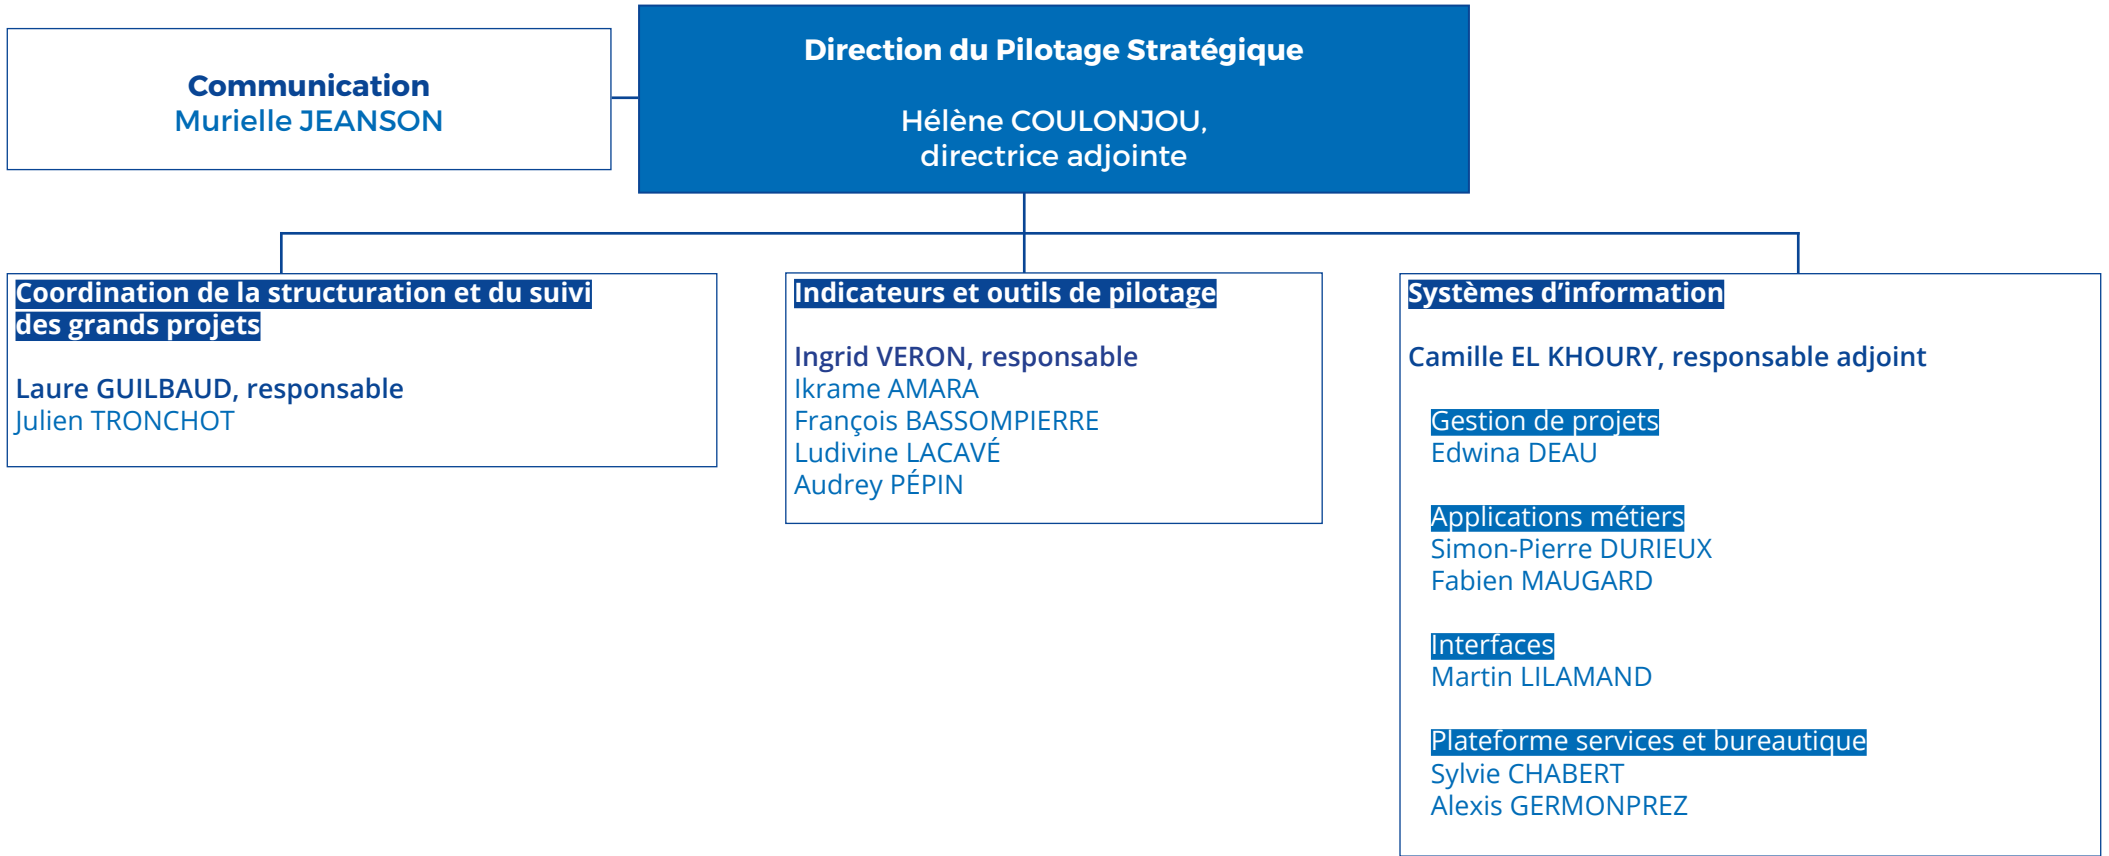 Communication
Murielle JEANSON
Direction du Pilotage Stratégique
Hélène COULONJOU,
directrice adjointe
Coordination de la structuration et du suivi
des grands projets
Laure GUILBAUD, responsable
Julien TRONCHOT
Indicateurs et outils de pilotage
Ingrid VERON, responsable
Ikrame AMARA
François BASSOMPIERRE
Ludivine LACAVÉ
Audrey PÉPIN
Systèmes d’information
Camille EL KHOURY, responsable adjoint
Gestion de projets
Edwina DEAU
Applications métiers
Simon-Pierre DURIEUX
Fabien MAUGARD
Interfaces
Martin LILAMAND
Plateforme services et bureautique
Sylvie CHABERT
Alexis GERMONPREZ